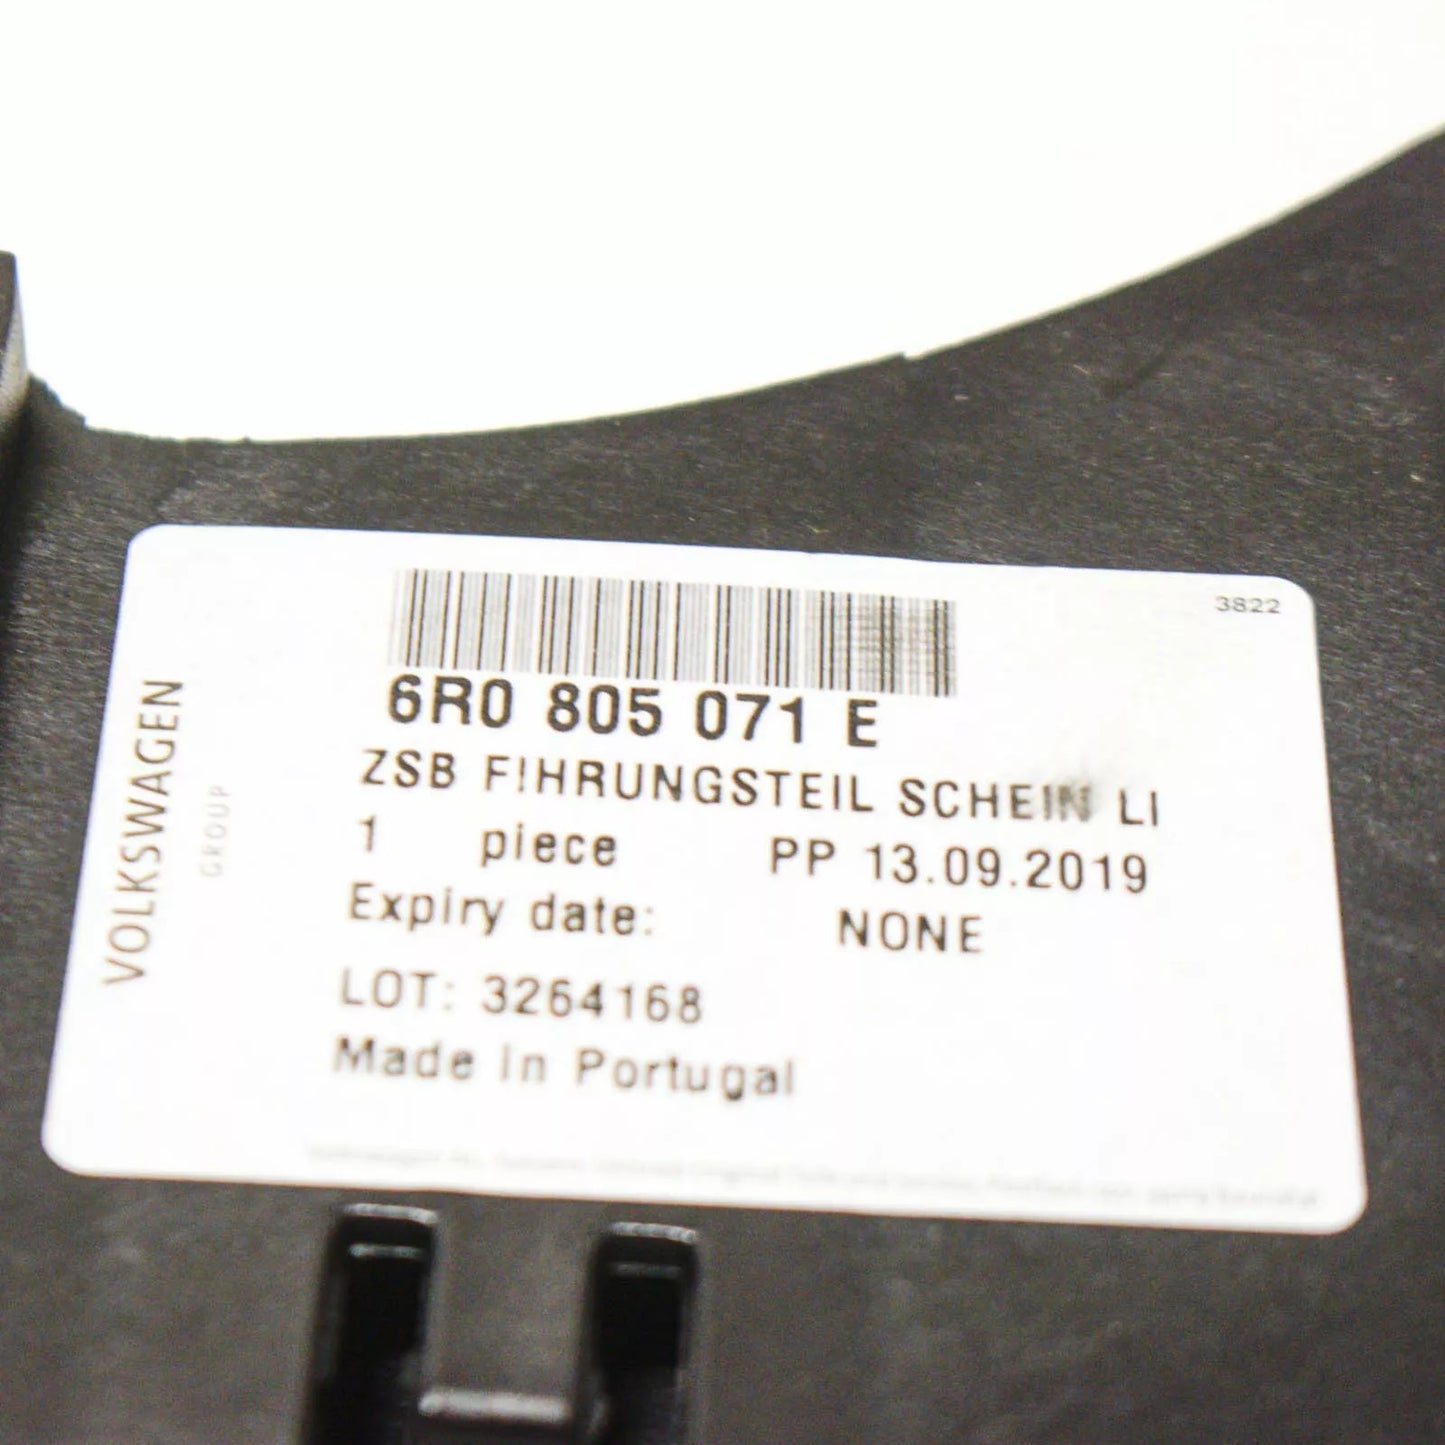 3822
6R0 805 071 E
ZSB F!HRUNGSTEIL SCHEIN LI
1 piece PP 13.09.2019
Expiry date: NONE
LOT: 3264168
Made in Portugal
VOLKSWAGEN
GROUP